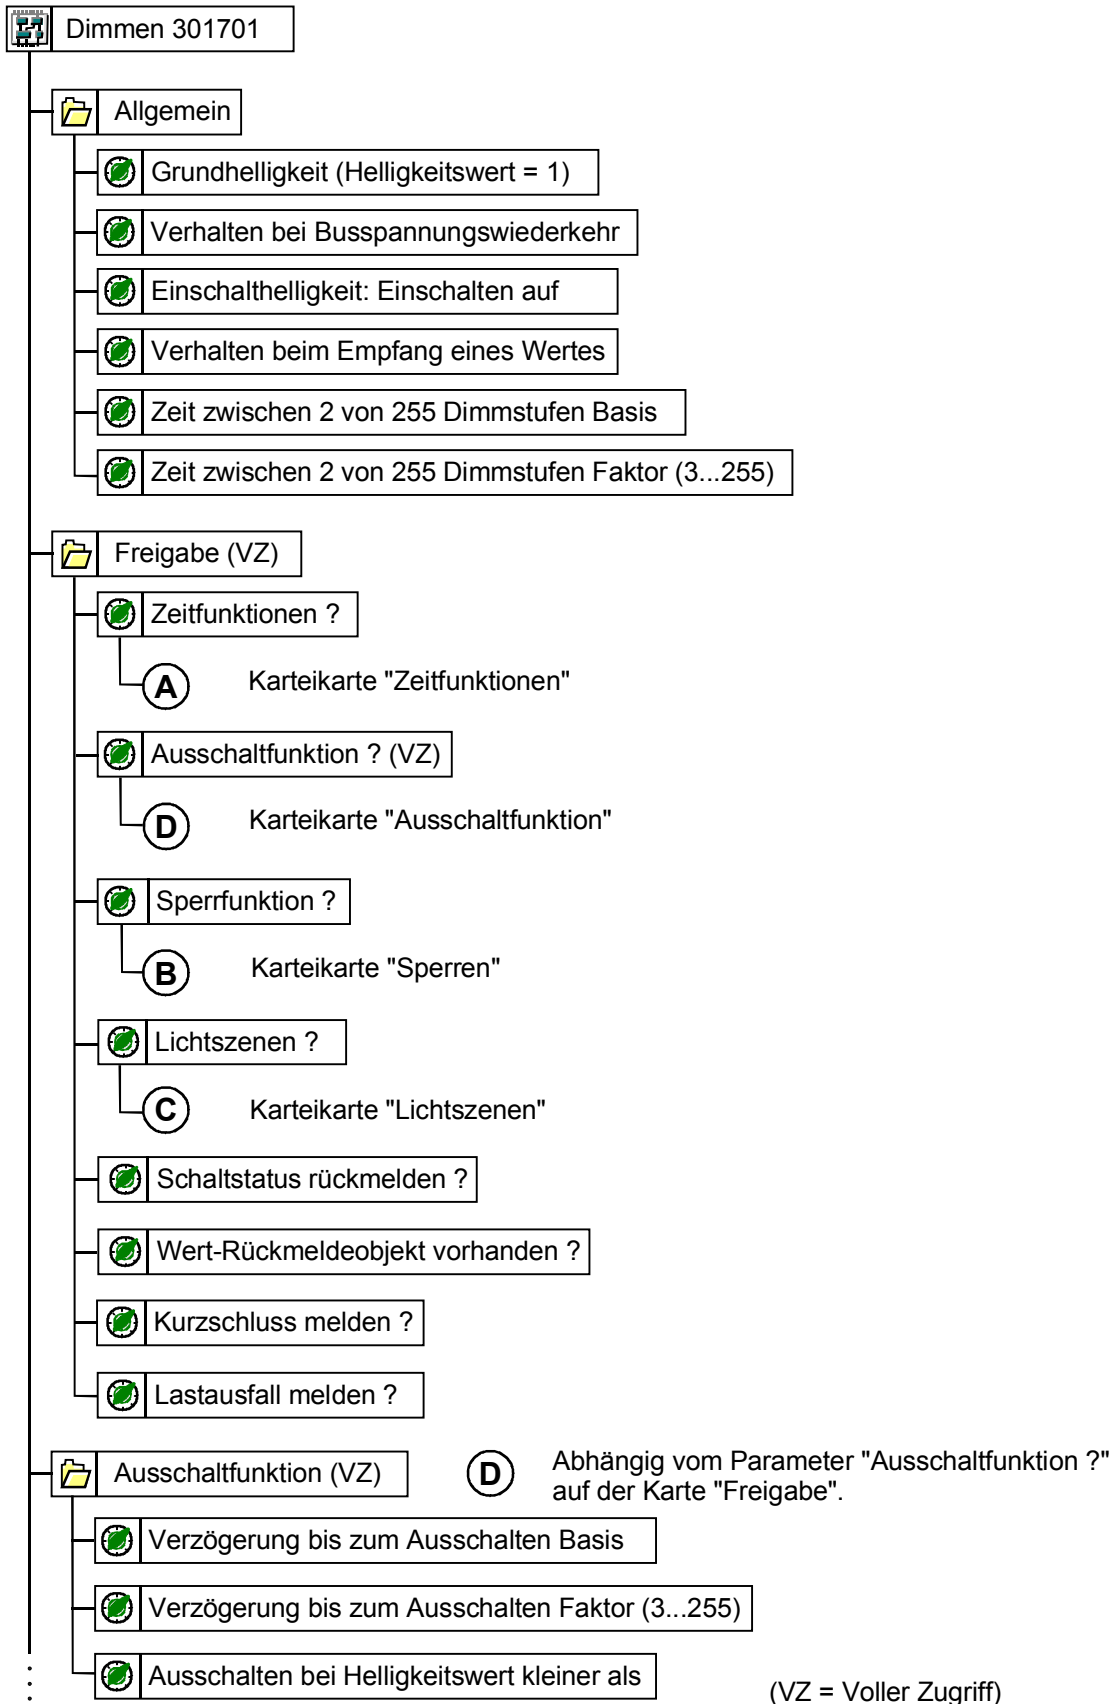 Dimmen 301701
Allgemein
Grundhelligkeit (Helligkeitswert = 1)
Verhalten bei Busspannungswiederkehr
Einschalthelligkeit: Einschalten auf
Verhalten beim Empfang eines Wertes
Zeit zwischen 2 von 255 Dimmstufen Basis
Zeit zwischen 2 von 255 Dimmstufen Faktor (3...255)
Freigabe (VZ)
Zeitfunktionen ?
A Karteikarte "Zeitfunktionen"
Ausschaltfunktion ? (VZ)
D Karteikarte "Ausschaltfunktion"
Sperrfunktion ?
B Karteikarte "Sperren"
Lichtszenen ?
C Karteikarte "Lichtszenen"
Schaltstatus rückmelden ?
Wert-Rückmeldeobjekt vorhanden ?
Kurzschluss melden ?
Lastausfall melden ?
Ausschaltfunktion (VZ)
D Abhängig vom Parameter "Ausschaltfunktion ?"
auf der Karte "Freigabe".
Verzögerung bis zum Ausschalten Basis
Verzögerung bis zum Ausschalten Faktor (3...255)
Ausschalten bei Helligkeitswert kleiner als
(VZ = Voller Zugriff)